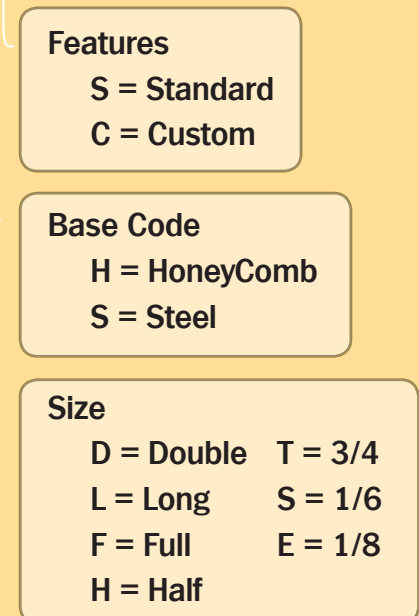 Features
S = Standard
C = Custom
Base Code
H = HoneyComb
S = Steel
Size
D = Double T = 3/4
L = Long S = 1/6
F = Full E = 1/8
H = Half